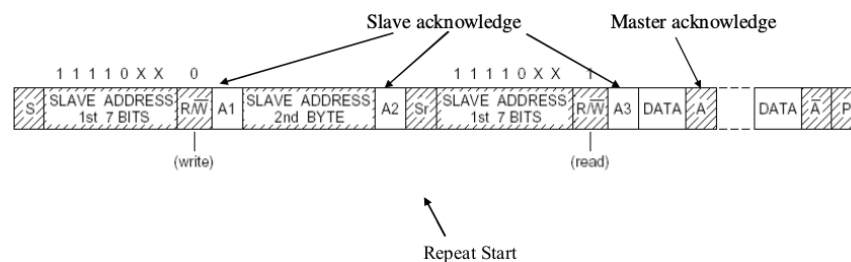 Slave acknowledge Master acknowledge
1 1 1 1 0 X X 0 1 1 1 1 0 X X 1
S SLAVE ADDRESS 1st 7 BITS R/W̅ A1 SLAVE ADDRESS 2nd BYTE A2 Sr SLAVE ADDRESS 1st 7 BITS R/W̅ A3 DATA A DATA A̅ P
(write) (read)
Repeat Start